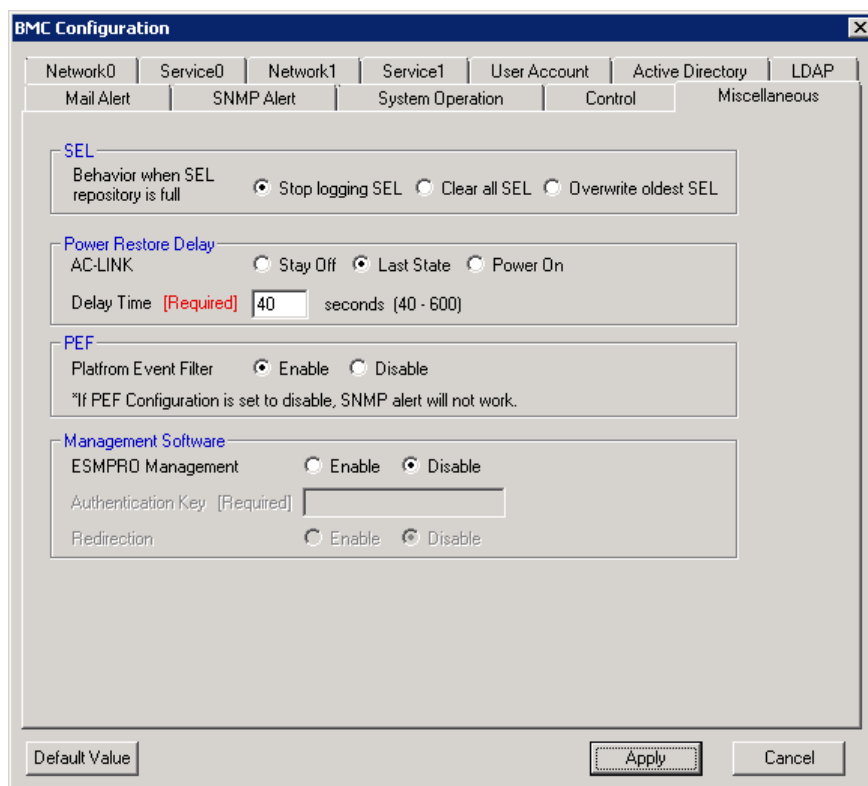 BMC Configuration
Network0 Service0 Network1 Service1 User Account Active Directory LDAP
Mail Alert SNMP Alert System Operation Control Miscellaneous
SEL
Behavior when SEL
repository is full
Stop logging SEL Clear all SEL Overwrite oldest SEL
Power Restore Delay
AC-LINK Stay Off Last State Power On
Delay Time [Required] 40 seconds (40 - 600)
PEF
Platfrom Event Filter Enable Disable
*If PEF Configuration is set to disable, SNMP alert will not work.
Management Software
ESMPRO Management Enable Disable
Authentication Key [Required]
Redirection Enable Disable
Default Value Apply Cancel